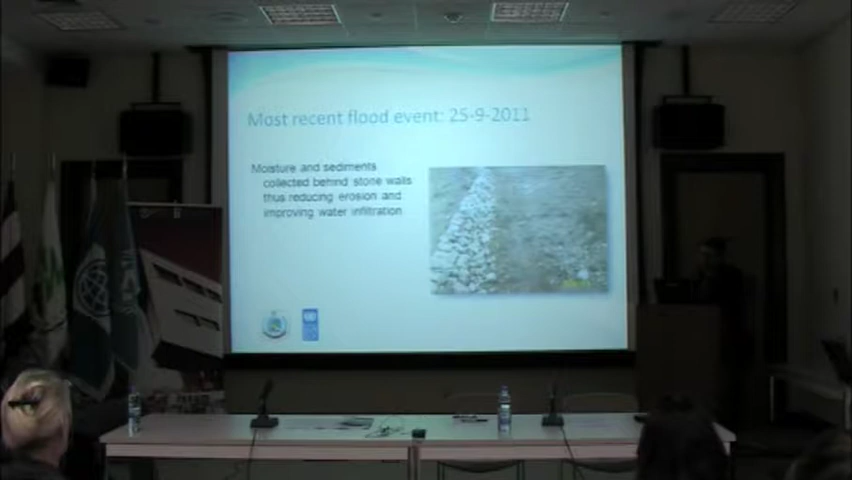 Most recent flood event: 25-9-2011
Moisture and sediments
collected behind stone walls
thus reducing erosion and
improving water infiltration